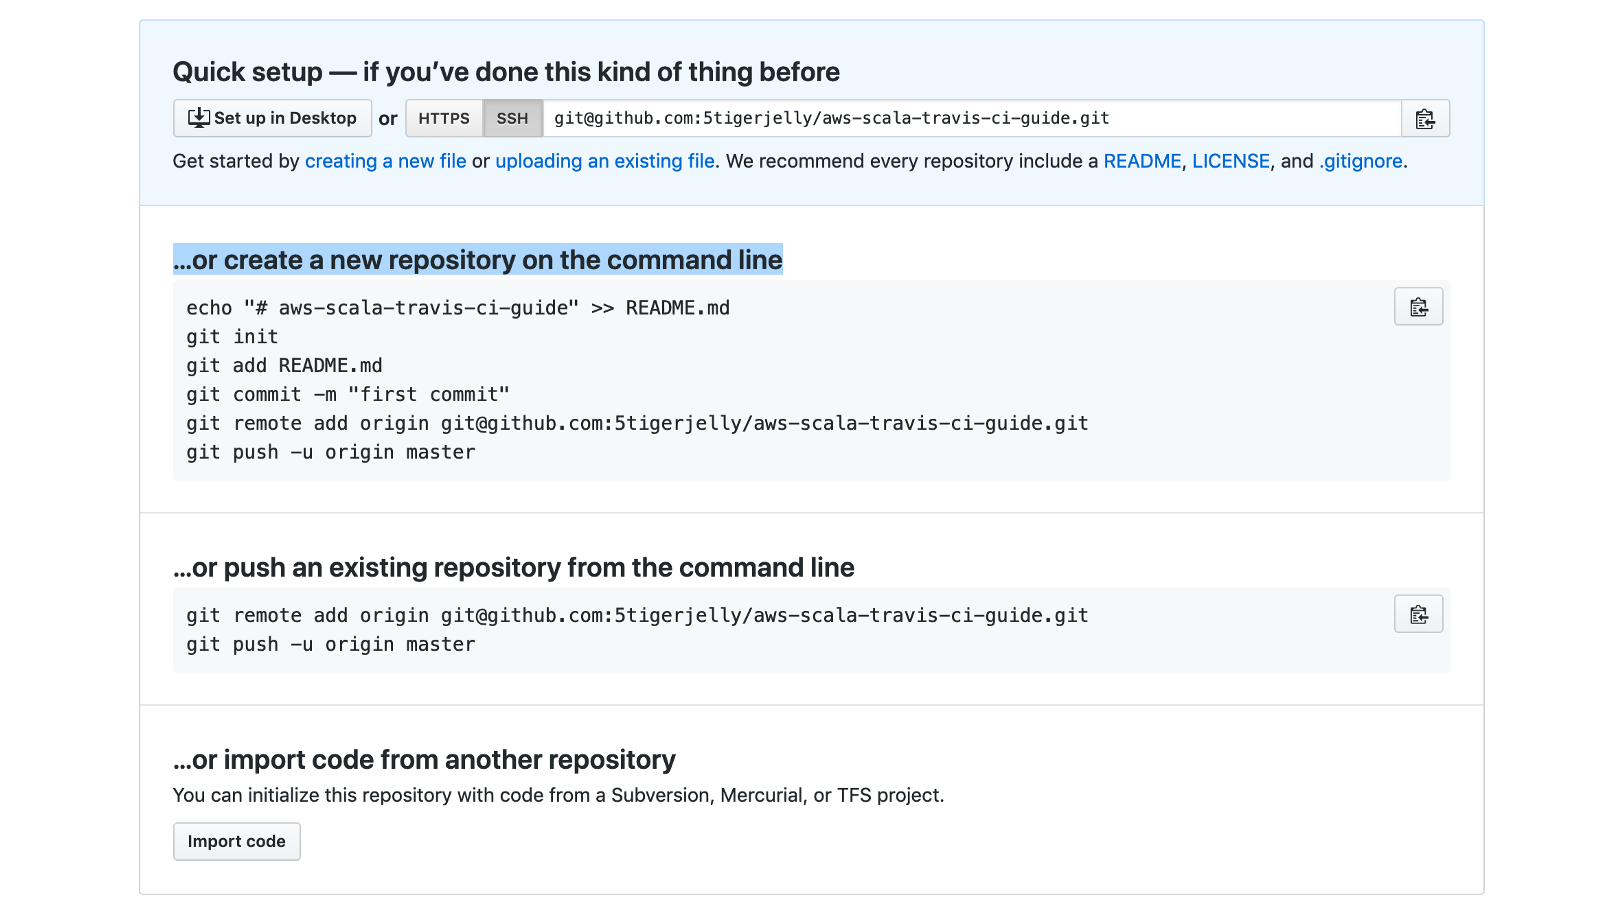 Quick setup — if you’ve done this kind of thing before
Set up in Desktop or HTTPS SSH git@github.com:5tigerjelly/aws-scala-travis-ci-guide.git
Get started by creating a new file or uploading an existing file. We recommend every repository include a README, LICENSE, and .gitignore.
…or create a new repository on the command line
echo "# aws-scala-travis-ci-guide" >> README.md
git init
git add README.md
git commit -m "first commit"
git remote add origin git@github.com:5tigerjelly/aws-scala-travis-ci-guide.git
git push -u origin master
…or push an existing repository from the command line
git remote add origin git@github.com:5tigerjelly/aws-scala-travis-ci-guide.git
git push -u origin master
…or import code from another repository
You can initialize this repository with code from a Subversion, Mercurial, or TFS project.
Import code